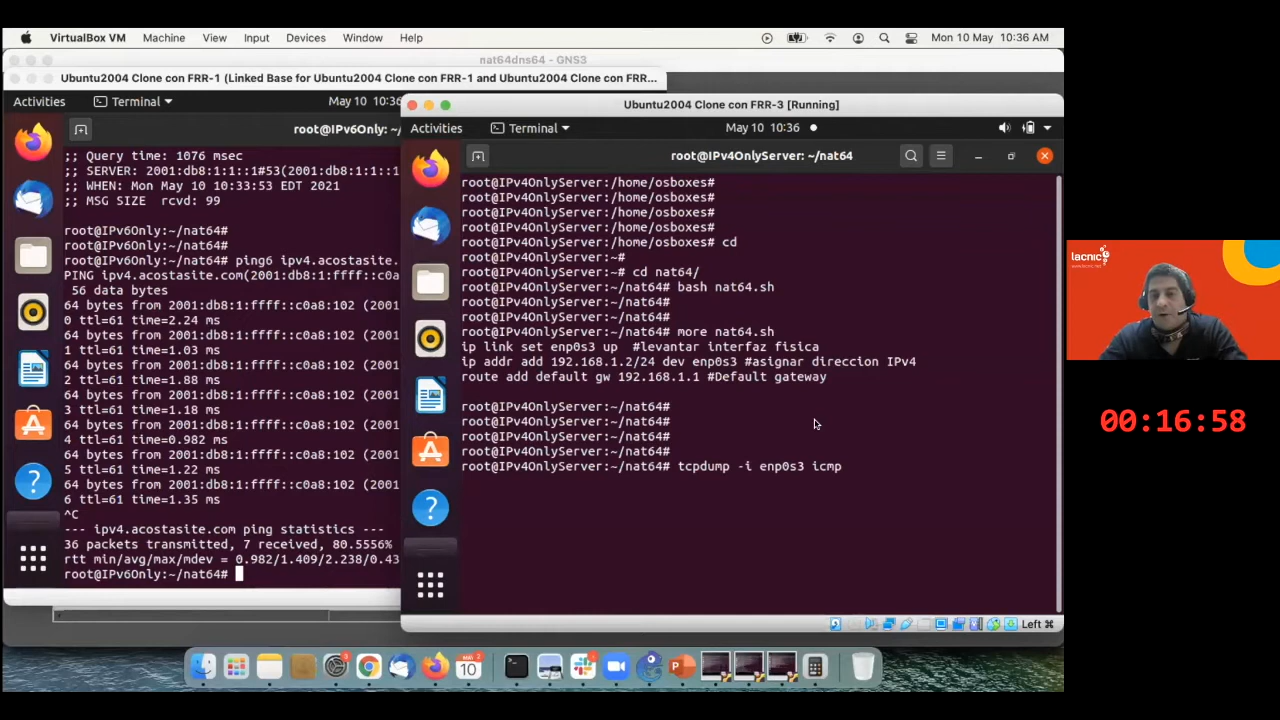 VirtualBox VM Machine View Input Devices Window Help Mon 10 May 10:36 AM
nat64dns64 - GNS3
Ubuntu2004 Clone con FRR-1 (Linked Base for Ubuntu2004 Clone con FRR-1 and Ubuntu2004 Clone con FRR...
Activities Terminal May 10 10:36
root@IPv6Only: ~/
;; Query time: 1076 msec
;; SERVER: 2001:db8:1:1::1#53(2001:db8:1:1:
;; WHEN: Mon May 10 10:33:53 EDT 2021
;; MSG SIZE rcvd: 99
root@IPv6Only:~/nat64#
root@IPv6Only:~/nat64#
root@IPv6Only:~/nat64# ping6 ipv4.acostasite.
PING ipv4.acostasite.com(2001:db8:1:ffff::c0a8:102
56 data bytes
64 bytes from 2001:db8:1:ffff::c0a8:102 (2001
0 ttl=61 time=2.24 ms
64 bytes from 2001:db8:1:ffff::c0a8:102 (2001
1 ttl=61 time=1.03 ms
64 bytes from 2001:db8:1:ffff::c0a8:102 (2001
2 ttl=61 time=1.88 ms
64 bytes from 2001:db8:1:ffff::c0a8:102 (2001
3 ttl=61 time=1.18 ms
64 bytes from 2001:db8:1:ffff::c0a8:102 (2001
4 ttl=61 time=0.982 ms
64 bytes from 2001:db8:1:ffff::c0a8:102 (2001
5 ttl=61 time=1.22 ms
64 bytes from 2001:db8:1:ffff::c0a8:102 (2001
6 ttl=61 time=1.35 ms
^C
--- ipv4.acostasite.com ping statistics ---
36 packets transmitted, 7 received, 80.5556%
rtt min/avg/max/mdev = 0.982/1.409/2.238/0.43
root@IPv6Only:~/nat64#
Ubuntu2004 Clone con FRR-3 [Running]
Activities Terminal May 10 10:36
root@IPv4OnlyServer: ~/nat64
root@IPv4OnlyServer:/home/osboxes#
root@IPv4OnlyServer:/home/osboxes#
root@IPv4OnlyServer:/home/osboxes#
root@IPv4OnlyServer:/home/osboxes#
root@IPv4OnlyServer:/home/osboxes# cd
root@IPv4OnlyServer:~#
root@IPv4OnlyServer:~# cd nat64/
root@IPv4OnlyServer:~/nat64# bash nat64.sh
root@IPv4OnlyServer:~/nat64#
root@IPv4OnlyServer:~/nat64#
root@IPv4OnlyServer:~/nat64# more nat64.sh
ip link set enp0s3 up #levantar interfaz fisica
ip addr add 192.168.1.2/24 dev enp0s3 #asignar direccion IPv4
route add default gw 192.168.1.1 #Default gateway
root@IPv4OnlyServer:~/nat64#
root@IPv4OnlyServer:~/nat64#
root@IPv4OnlyServer:~/nat64#
root@IPv4OnlyServer:~/nat64#
root@IPv4OnlyServer:~/nat64# tcpdump -i enp0s3 icmp
Left ⌘
lacnic
00:16:58